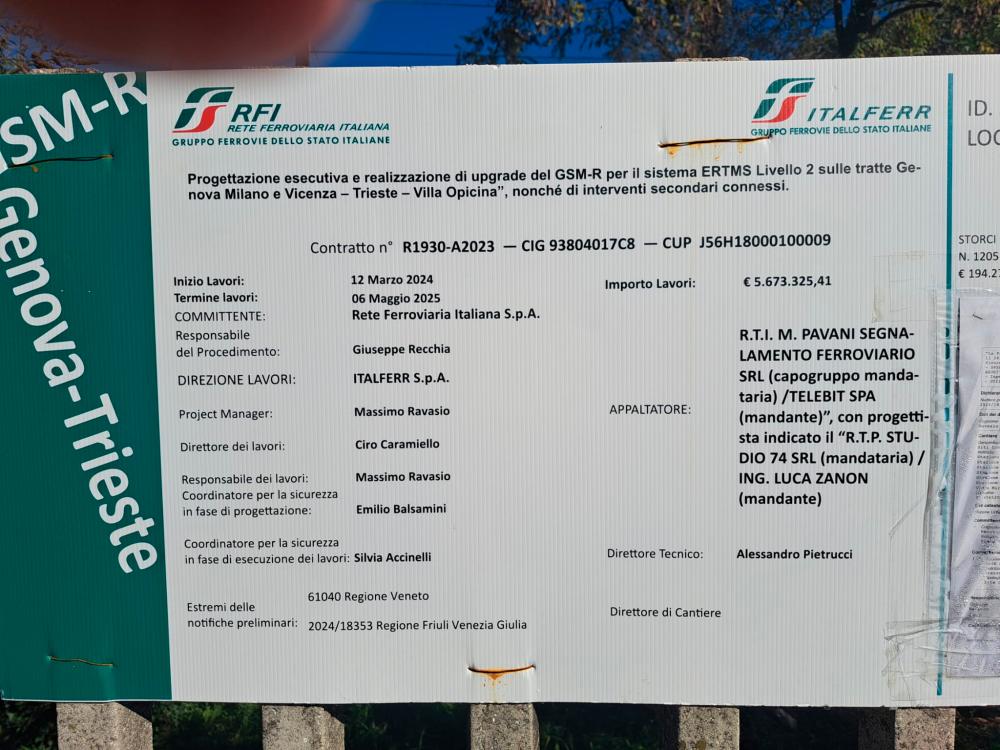 GSM-R
Genova-Trieste
RFI
RETE FERROVIARIA ITALIANA
GRUPPO FERROVIE DELLO STATO ITALIANE
ITALFERR
GRUPPO FERROVIE DELLO STATO ITALIANE
Progettazione esecutiva e realizzazione di upgrade del GSM-R per il sistema ERTMS Livello 2 sulle tratte Ge-
nova Milano e Vicenza – Trieste – Villa Opicina”, nonché di interventi secondari connessi.
Contratto n° R1930-A2023 — CIG 93804017C8 — CUP J56H18000100009
Inizio Lavori: 12 Marzo 2024
Termine lavori: 06 Maggio 2025
COMMITTENTE: Rete Ferroviaria Italiana S.p.A.
Responsabile
del Procedimento: Giuseppe Recchia
DIREZIONE LAVORI: ITALFERR S.p.A.
Project Manager: Massimo Ravasio
Direttore dei lavori: Ciro Caramiello
Responsabile dei lavori: Massimo Ravasio
Coordinatore per la sicurezza
in fase di progettazione: Emilio Balsamini
Coordinatore per la sicurezza
in fase di esecuzione dei lavori: Silvia Accinelli
Estremi delle
notifiche preliminari:
61040 Regione Veneto
2024/18353 Regione Friuli Venezia Giulia
Importo Lavori: € 5.673.325,41
APPALTATORE:
R.T.I. M. PAVANI SEGNA-
LAMENTO FERROVIARIO
SRL (capogruppo manda-
taria) /TELEBIT SPA
(mandante)”, con progetti-
sta indicato il “R.T.P. STU-
DIO 74 SRL (mandataria) /
ING. LUCA ZANON
(mandante)
Direttore Tecnico: Alessandro Pietrucci
Direttore di Cantiere
ID.
LOC
STORCI
N. 1205
€ 194.2